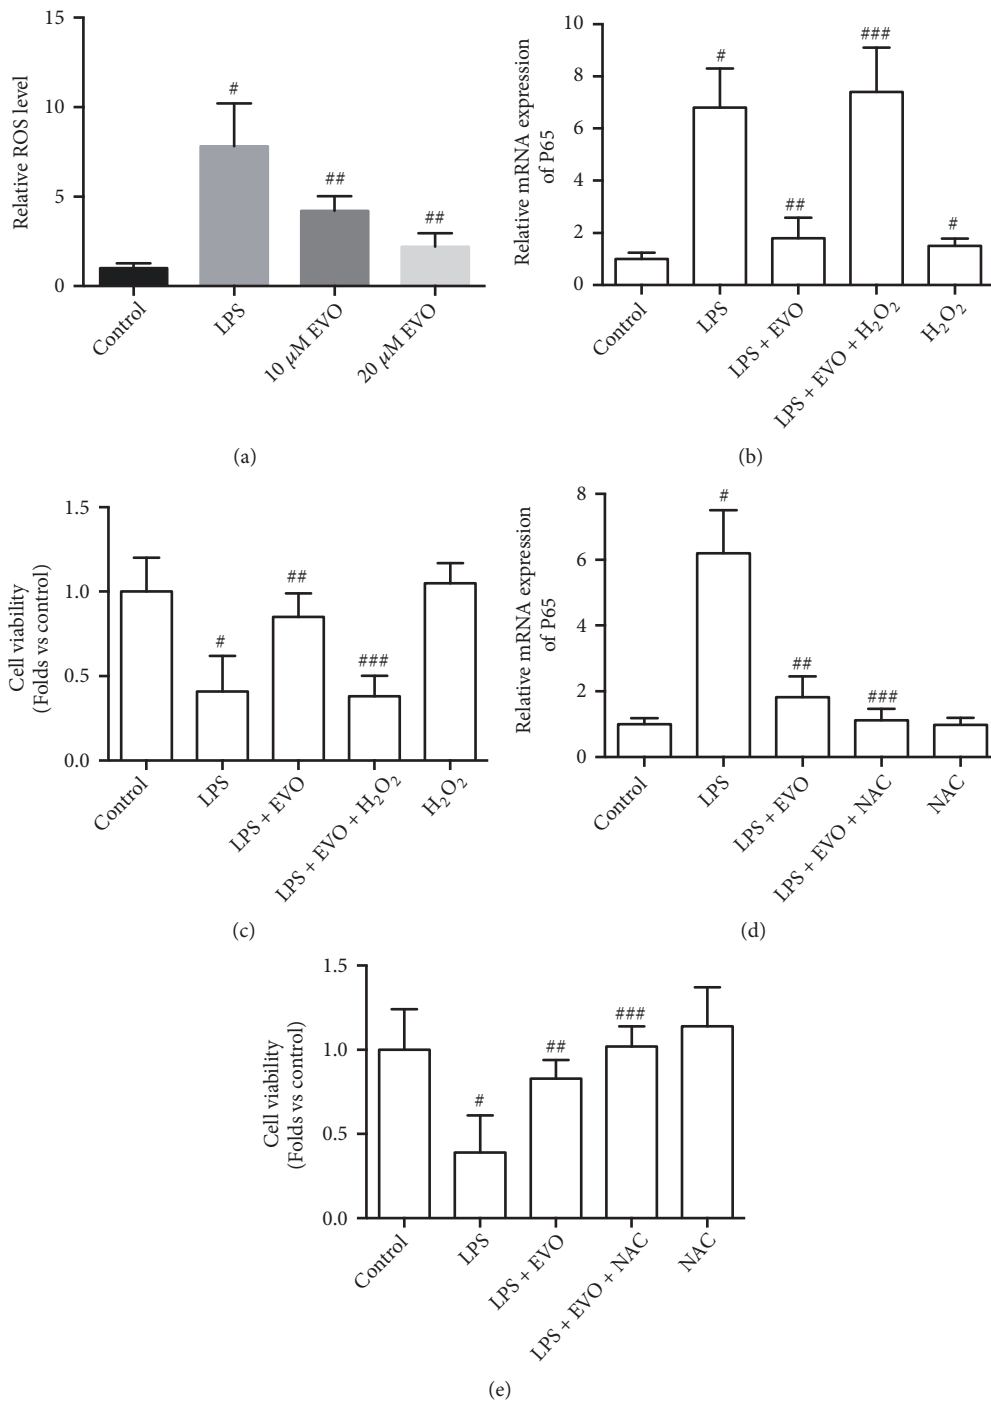 15
10
5
0
Relative ROS level
#
##
##
Control
LPS
10 μM EVO
20 μM EVO
(a)
10
8
6
4
2
0
Relative mRNA expression
of P65
#
##
###
#
Control
LPS
LPS + EVO
LPS + EVO + H₂O₂
H₂O₂
(b)
1.5
1.0
0.5
0.0
Cell viability
(Folds vs control)
#
##
###
Control
LPS
LPS + EVO
LPS + EVO + H₂O₂
H₂O₂
(c)
8
6
4
2
0
Relative mRNA expression
of P65
#
##
###
Control
LPS
LPS + EVO
LPS + EVO + NAC
NAC
(d)
1.5
1.0
0.5
0.0
Cell viability
(Folds vs control)
#
##
###
Control
LPS
LPS + EVO
LPS + EVO + NAC
NAC
(e)